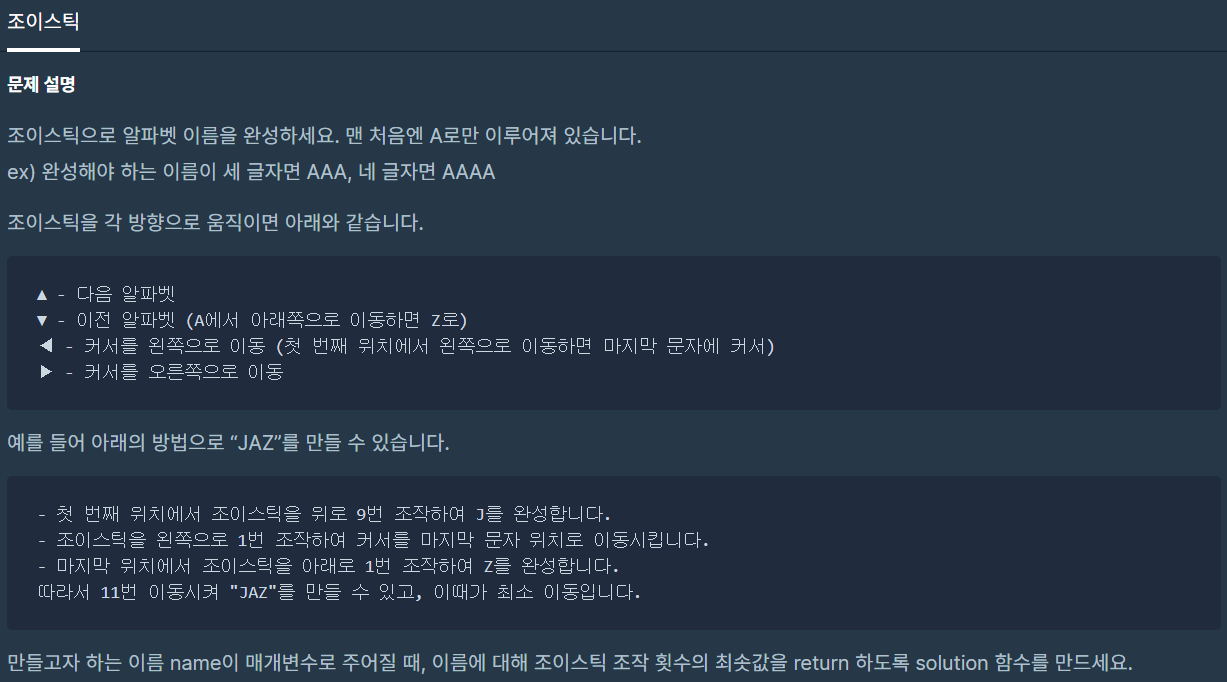 조이스틱
문제 설명
조이스틱으로 알파벳 이름을 완성하세요. 맨 처음엔 A로만 이루어져 있습니다.
ex) 완성해야 하는 이름이 세 글자면 AAA, 네 글자면 AAAA
조이스틱을 각 방향으로 움직이면 아래와 같습니다.
▲ - 다음 알파벳
▼ - 이전 알파벳 (A에서 아래쪽으로 이동하면 Z로)
◀ - 커서를 왼쪽으로 이동 (첫 번째 위치에서 왼쪽으로 이동하면 마지막 문자에 커서)
▶ - 커서를 오른쪽으로 이동
예를 들어 아래의 방법으로 “JAZ”를 만들 수 있습니다.
- 첫 번째 위치에서 조이스틱을 위로 9번 조작하여 J를 완성합니다.
- 조이스틱을 왼쪽으로 1번 조작하여 커서를 마지막 문자 위치로 이동시킵니다.
- 마지막 위치에서 조이스틱을 아래로 1번 조작하여 Z를 완성합니다.
따라서 11번 이동시켜 "JAZ"를 만들 수 있고, 이때가 최소 이동입니다.
만들고자 하는 이름 name이 매개변수로 주어질 때, 이름에 대해 조이스틱 조작 횟수의 최솟값을 return 하도록 solution 함수를 만드세요.